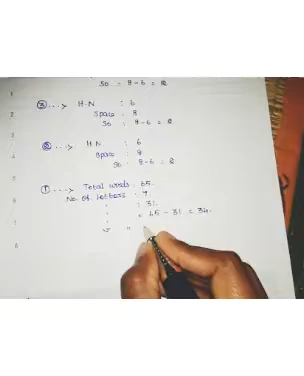 So = 8 - 6 = 2
③ ....> H.N : 6
Space : 8
So : 8 - 6 = 2
② ....> H.N : 6
Space : 8
So : 8 - 6 = 2
① ....> Total words : 65.
No. of Letters : 7
" : 31.
: = 65 - 31 = 34.